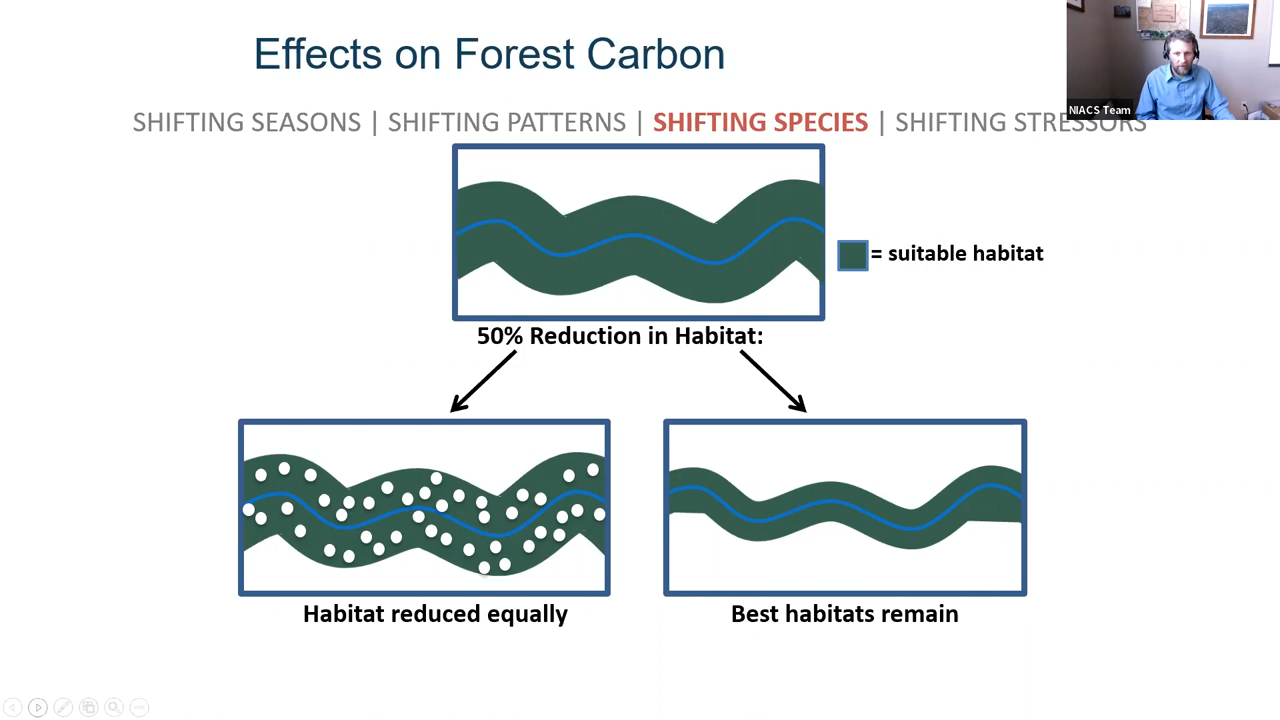 Effects on Forest Carbon
NIACS Team
SHIFTING SEASONS | SHIFTING PATTERNS | SHIFTING SPECIES | SHIFTING STRESSORS
= suitable habitat
50% Reduction in Habitat:
Habitat reduced equally
Best habitats remain